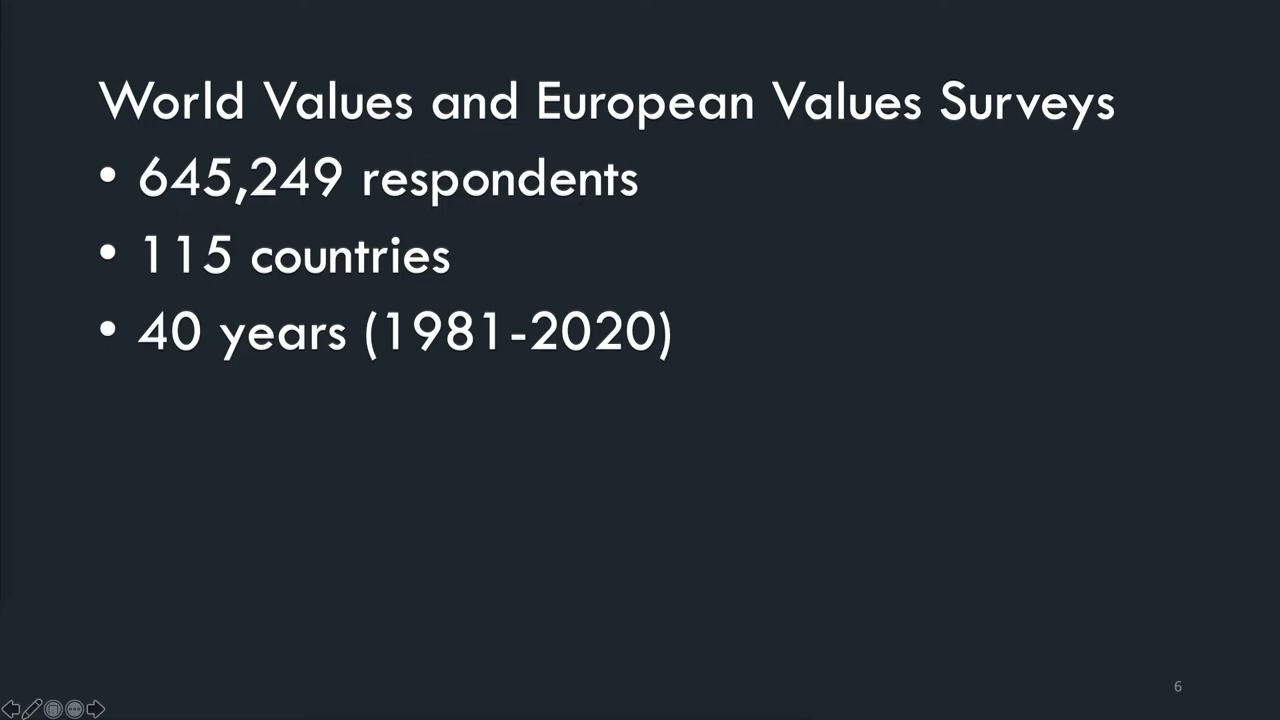 World Values and European Values Surveys
• 645,249 respondents
• 115 countries
• 40 years (1981-2020)
6